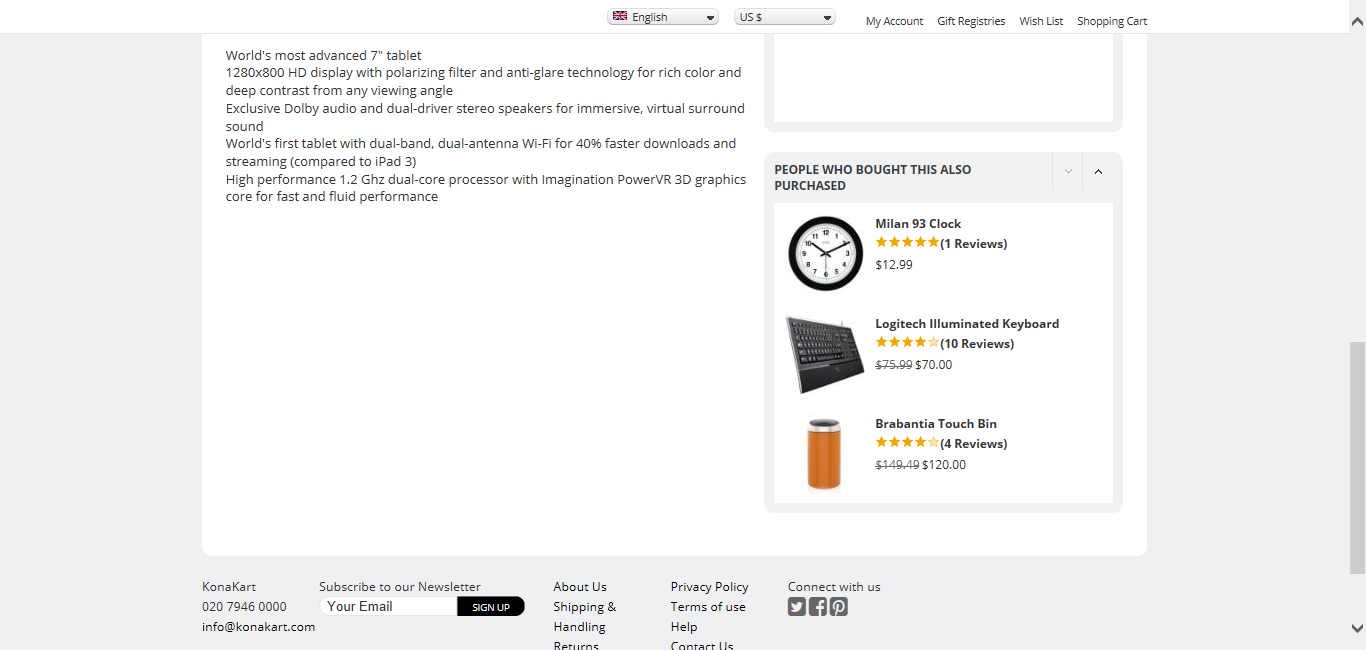 English
US $
My Account
Gift Registries
Wish List
Shopping Cart
World's most advanced 7" tablet
1280x800 HD display with polarizing filter and anti-glare technology for rich color and
deep contrast from any viewing angle
Exclusive Dolby audio and dual-driver stereo speakers for immersive, virtual surround
sound
World's first tablet with dual-band, dual-antenna Wi-Fi for 40% faster downloads and
streaming (compared to iPad 3)
High performance 1.2 Ghz dual-core processor with Imagination PowerVR 3D graphics
core for fast and fluid performance
PEOPLE WHO BOUGHT THIS ALSO
PURCHASED
Milan 93 Clock
(1 Reviews)
$12.99
Logitech Illuminated Keyboard
(10 Reviews)
$75.99 $70.00
Brabantia Touch Bin
(4 Reviews)
$149.49 $120.00
KonaKart
020 7946 0000
info@konakart.com
Subscribe to our Newsletter
Your Email
SIGN UP
About Us
Shipping &
Handling
Returns
Privacy Policy
Terms of use
Help
Contact Us
Connect with us